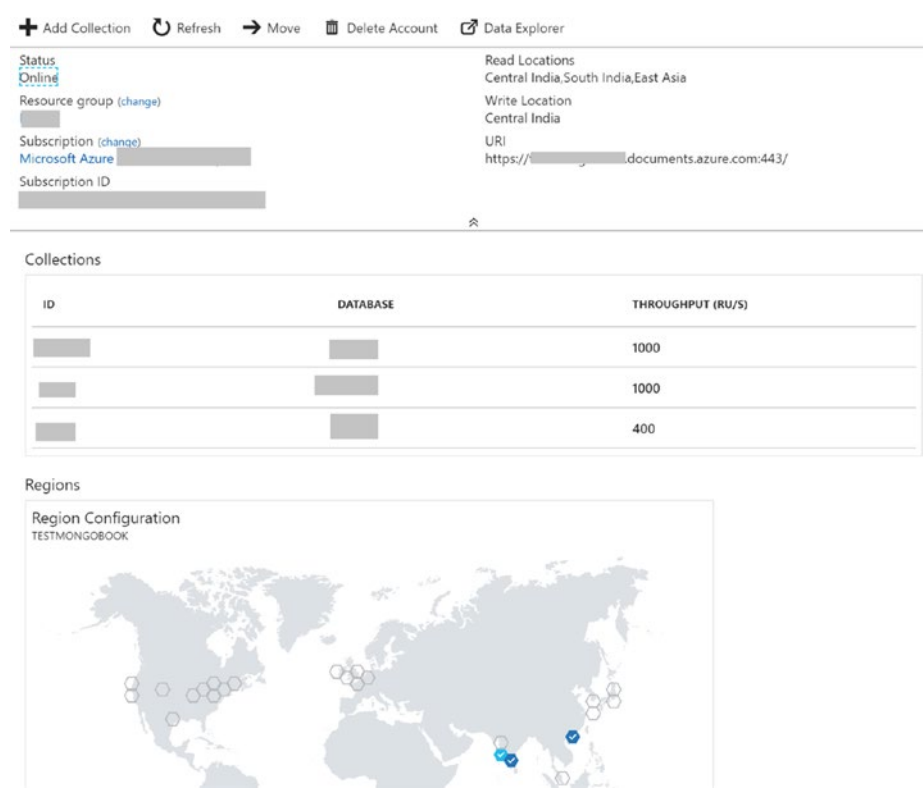 Add Collection Refresh Move Delete Account Data Explorer
Status
Online
Resource group (change)
Subscription (change)
Microsoft Azure
Subscription ID
Read Locations
Central India,South India,East Asia
Write Location
Central India
URI
https:// .documents.azure.com:443/
Collections
ID DATABASE THROUGHPUT (RU/S)
1000
1000
400
Regions
Region Configuration
TESTMONGOBOOK